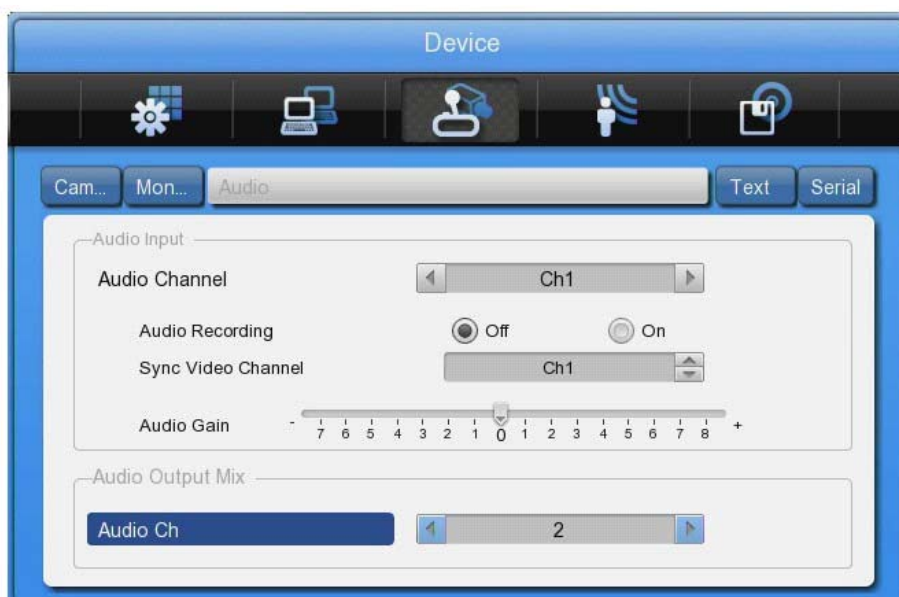 Device
Cam... Mon... Audio Text Serial
Audio Input
Audio Channel Ch1
Audio Recording Off On
Sync Video Channel Ch1
Audio Gain - 7 6 5 4 3 2 1 0 1 2 3 4 5 6 7 8 +
Audio Output Mix
Audio Ch 2